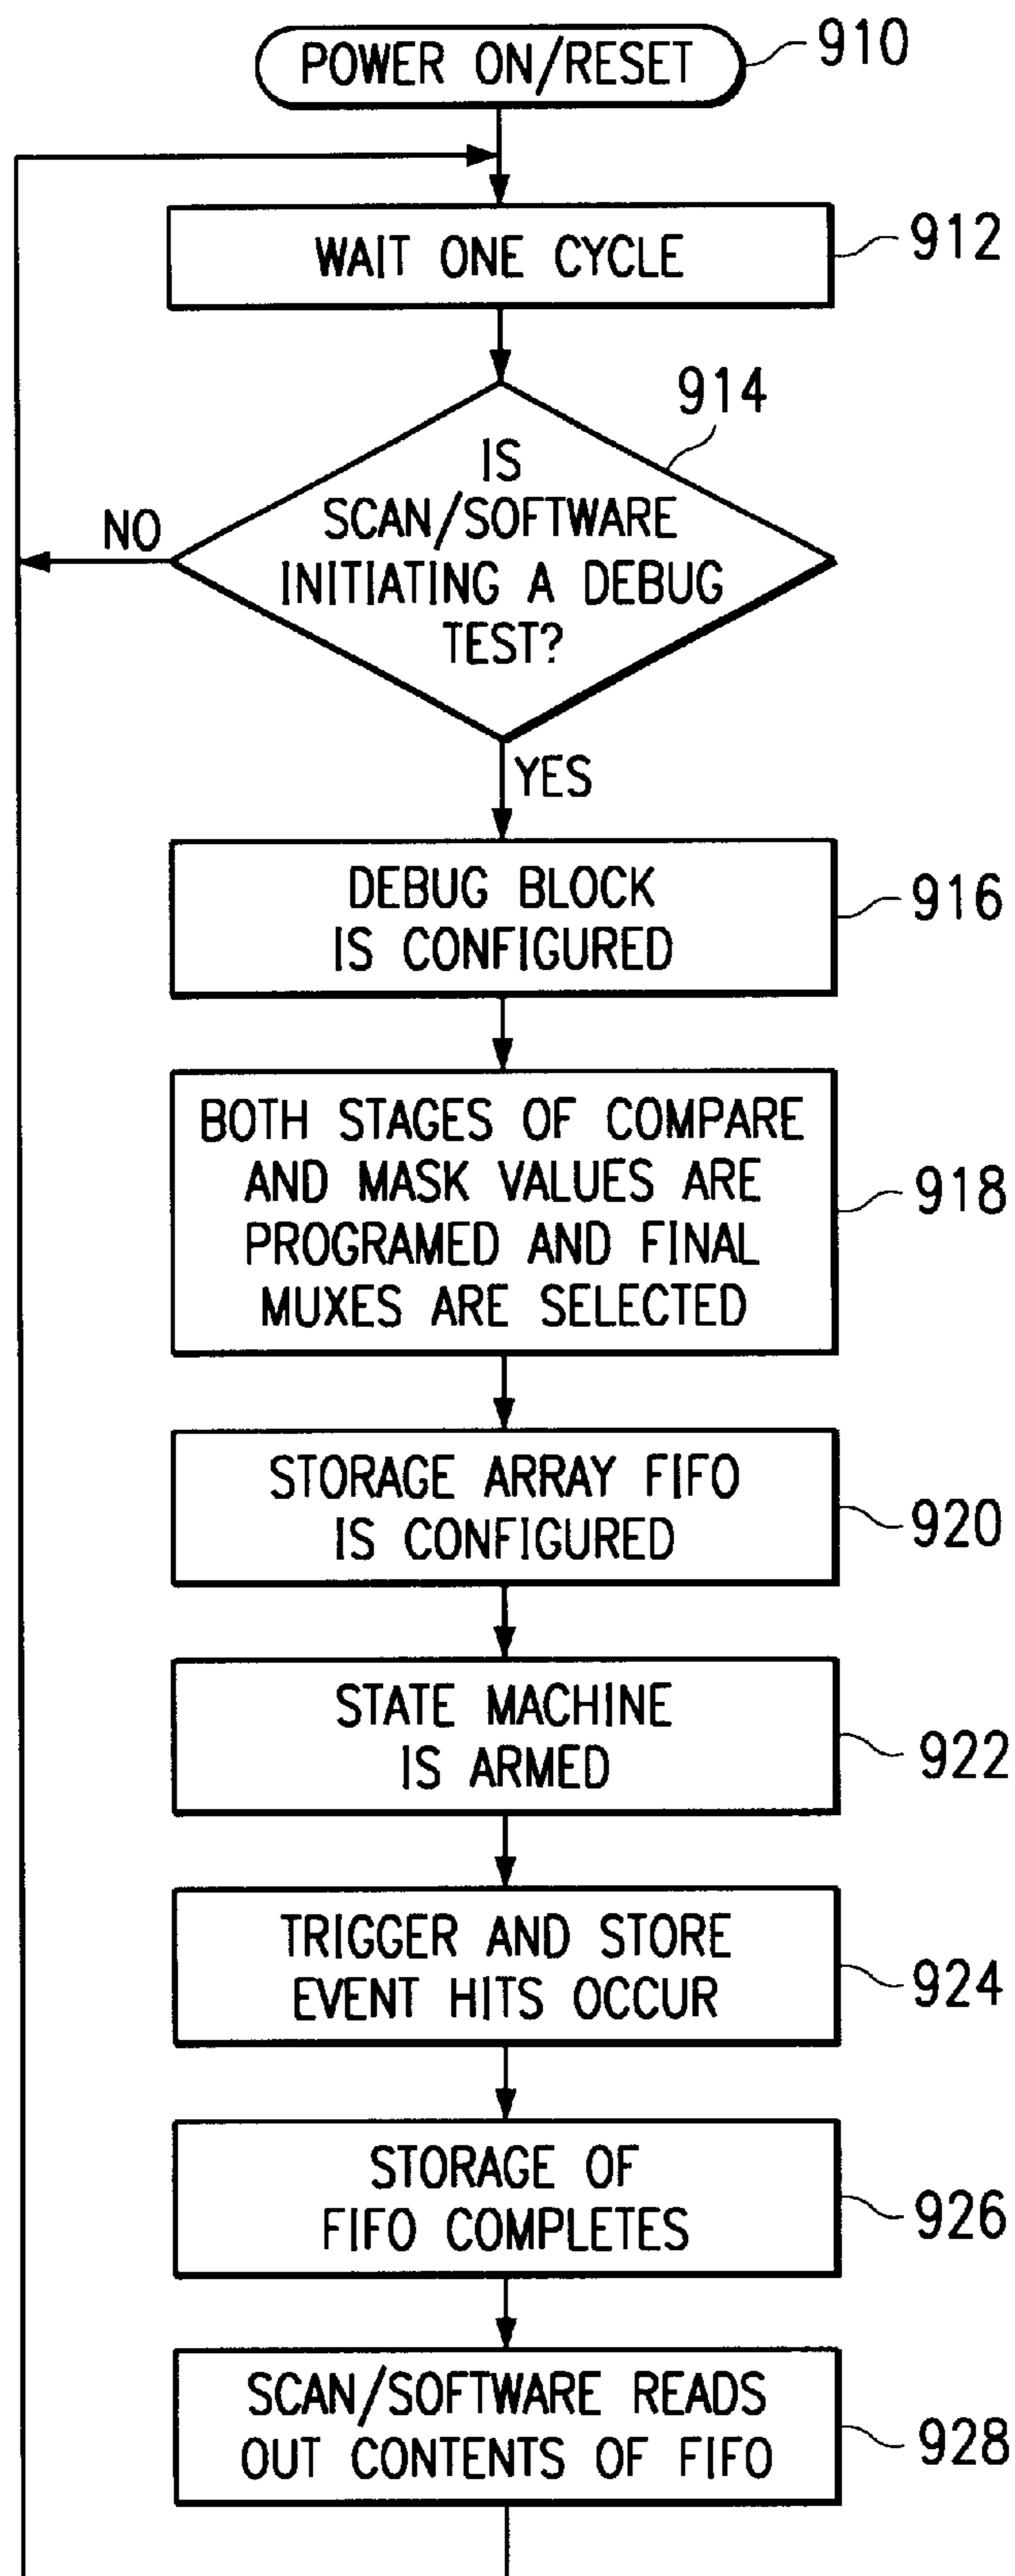 POWER ON/RESET
910
WAIT ONE CYCLE
912
914
IS
SCAN/SOFTWARE
INITIATING A DEBUG
TEST?
NO
YES
DEBUG BLOCK
IS CONFIGURED
916
BOTH STAGES OF COMPARE
AND MASK VALUES ARE
PROGRAMED AND FINAL
MUXES ARE SELECTED
918
STORAGE ARRAY FIFO
IS CONFIGURED
920
STATE MACHINE
IS ARMED
922
TRIGGER AND STORE
EVENT HITS OCCUR
924
STORAGE OF
FIFO COMPLETES
926
SCAN/SOFTWARE READS
OUT CONTENTS OF FIFO
928